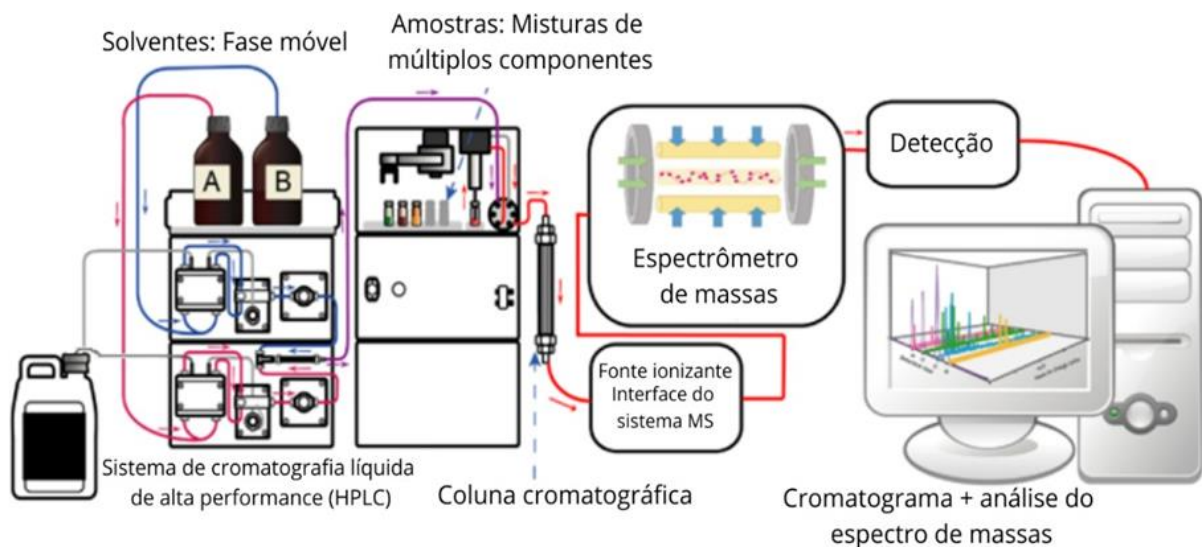 Solventes: Fase móvel
Amostras: Misturas de
múltiplos componentes
A
B
Espectrômetro
de massas
Detecção
Fonte ionizante
Interface do
sistema MS
Sistema de cromatografia líquida
de alta performance (HPLC)
Coluna cromatográfica
Cromatograma + análise do
espectro de massas